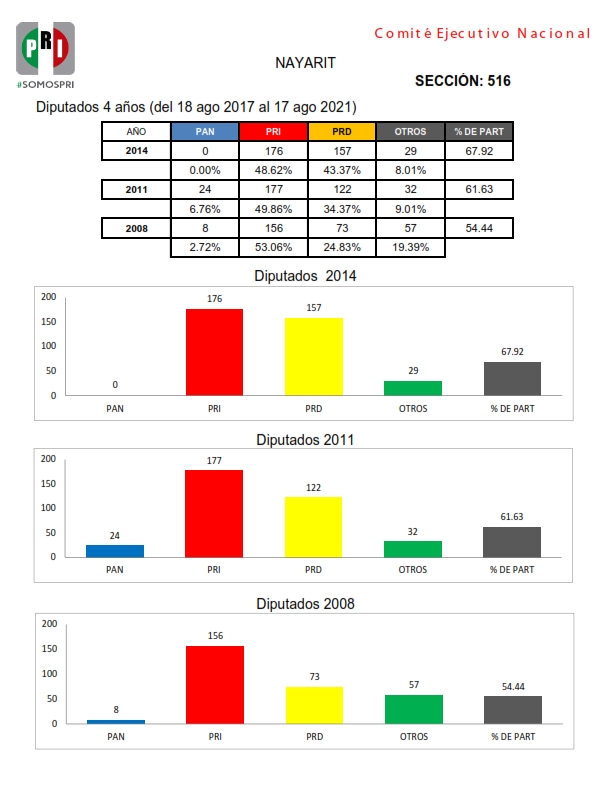 Comité Ejecutivo Nacional
PRI
#SOMOSPRI
NAYARIT
SECCIÓN: 516
Diputados 4 años (del 18 ago 2017 al 17 ago 2021)
AÑO PAN PRI PRD OTROS % DE PART
2014 0 176 157 29 67.92
0.00% 48.62% 43.37% 8.01%
2011 24 177 122 32 61.63
6.76% 49.86% 34.37% 9.01%
2008 8 156 73 57 54.44
2.72% 53.06% 24.83% 19.39%
Diputados 2014
200
150
100
50
0
0 176 157 29 67.92
PAN PRI PRD OTROS % DE PART
Diputados 2011
200
150
100
50
0
24 177 122 32 61.63
PAN PRI PRD OTROS % DE PART
Diputados 2008
200
150
100
50
0
8 156 73 57 54.44
PAN PRI PRD OTROS % DE PART